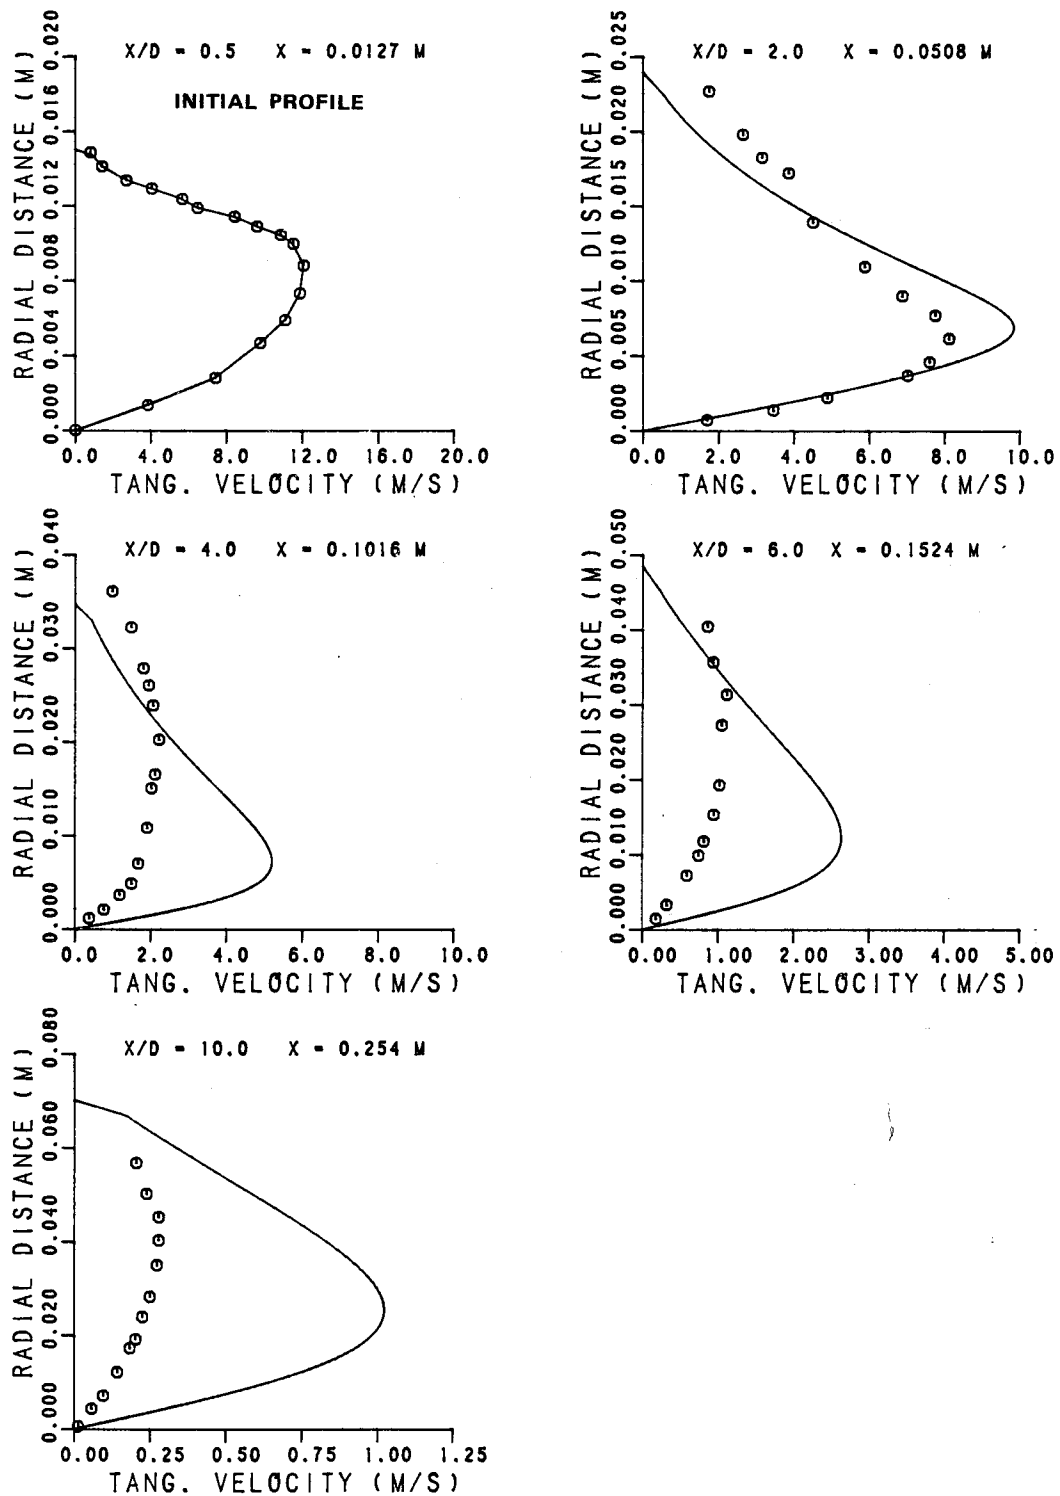 X/D = 0.5 X = 0.0127 M
INITIAL PROFILE
RADIAL DISTANCE (M)
0.020
0.016
0.012
0.008
0.004
0.000
0.0 4.0 8.0 12.0 16.0 20.0
TANG. VELOCITY (M/S)
X/D = 2.0 X = 0.0508 M
RADIAL DISTANCE (M)
0.025
0.020
0.015
0.010
0.005
0.000
0.0 2.0 4.0 6.0 8.0 10.0
TANG. VELOCITY (M/S)
X/D = 4.0 X = 0.1016 M
RADIAL DISTANCE (M)
0.040
0.030
0.020
0.010
0.000
0.0 2.0 4.0 6.0 8.0 10.0
TANG. VELOCITY (M/S)
X/D = 6.0 X = 0.1524 M
RADIAL DISTANCE (M)
0.050
0.040
0.030
0.020
0.010
0.000
0.00 1.00 2.00 3.00 4.00 5.00
TANG. VELOCITY (M/S)
X/D = 10.0 X = 0.254 M
RADIAL DISTANCE (M)
0.080
0.060
0.040
0.020
0.000
0.00 0.25 0.50 0.75 1.00 1.25
TANG. VELOCITY (M/S)